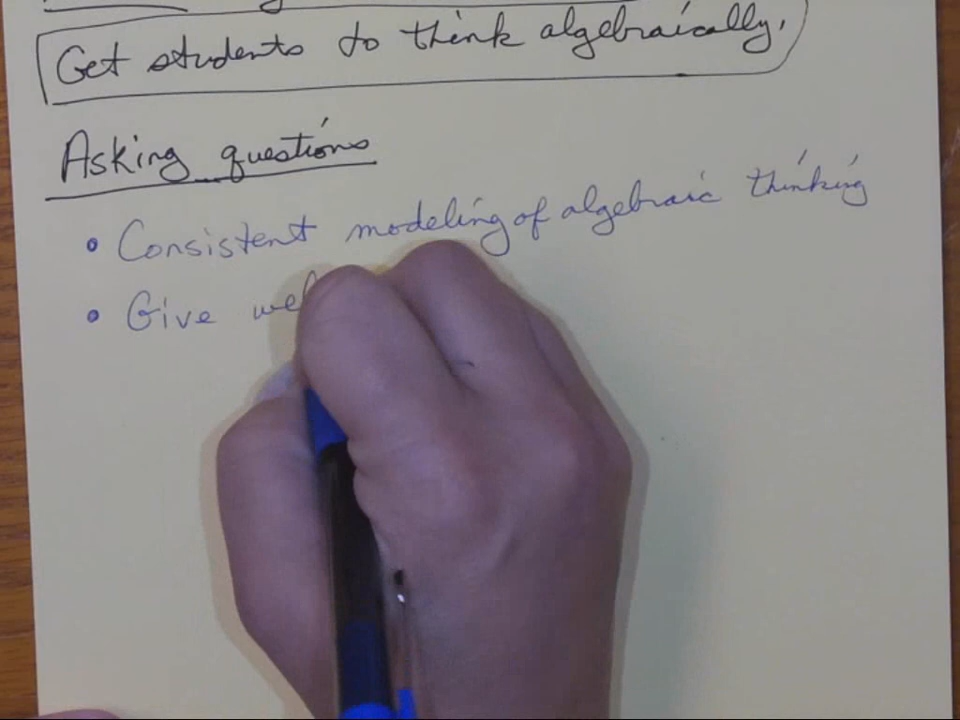 Get students to think algebraically.
Asking questions
• Consistent modeling of algebraic thinking
• Give